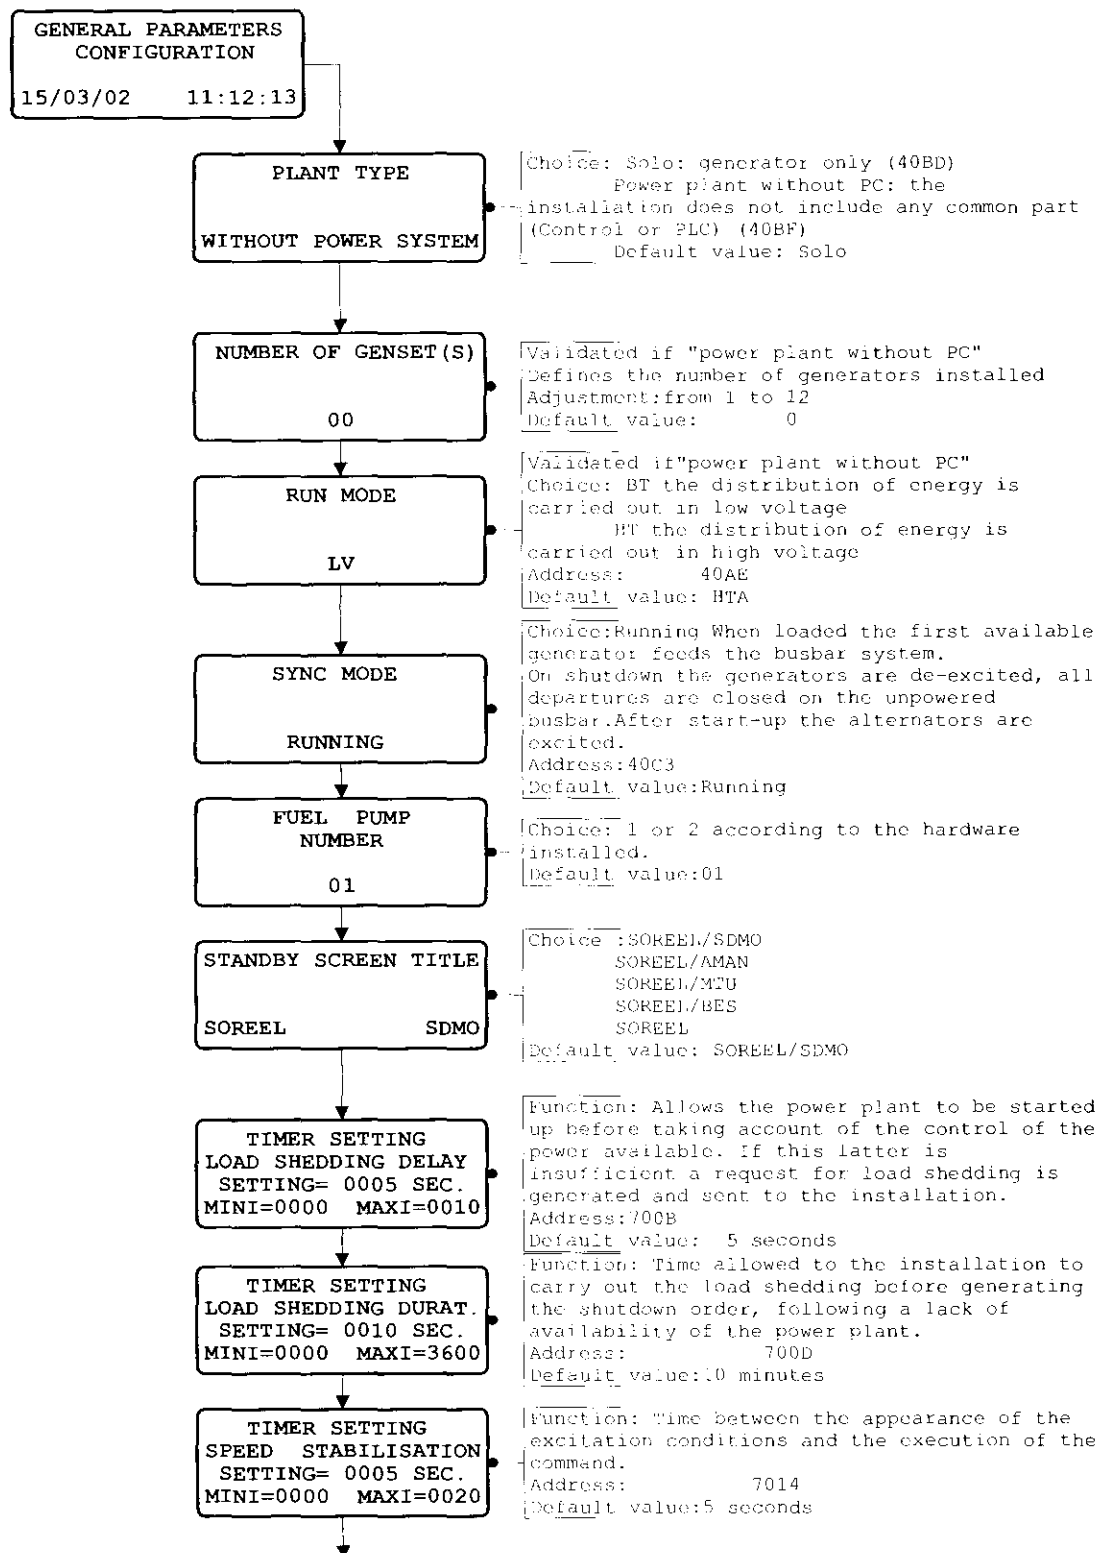 GENERAL PARAMETERS
CONFIGURATION
15/03/02 11:12:13
PLANT TYPE
WITHOUT POWER SYSTEM
Choice: Solo: generator only (40BD)
Power plant without PC: the
installation does not include any common part
(Control or PLC) (40BF)
Default value: Solo
NUMBER OF GENSET(S)
00
Validated if "power plant without PC"
Defines the number of generators installed
Adjustment:from 1 to 12
Default value: 0
RUN MODE
LV
Validated if"power plant without PC"
Choice: BT the distribution of energy is
carried out in low voltage
HT the distribution of energy is
carried out in high voltage
Address: 40AE
Default value: HTA
SYNC MODE
RUNNING
Choice:Running When loaded the first available
generator feeds the busbar system.
On shutdown the generators are de-excited, all
departures are closed on the unpowered
busbar.After start-up the alternators are
excited.
Address:40C3
Default value:Running
FUEL PUMP
NUMBER
01
Choice: 1 or 2 according to the hardware
installed.
Default value:01
STANDBY SCREEN TITLE
SOREEL SDMO
Choice :SOREEL/SDMO
SOREEL/AMAN
SOREEL/MTU
SOREEL/BES
SOREEL
Default value: SOREEL/SDMO
TIMER SETTING
LOAD SHEDDING DELAY
SETTING= 0005 SEC.
MINI=0000 MAXI=0010
Function: Allows the power plant to be started
up before taking account of the control of the
power available. If this latter is
insufficient a request for load shedding is
generated and sent to the installation.
Address:700B
Default value: 5 seconds
TIMER SETTING
LOAD SHEDDING DURAT.
SETTING= 0010 SEC.
MINI=0000 MAXI=3600
Function: Time allowed to the installation to
carry out the load shedding before generating
the shutdown order, following a lack of
availability of the power plant.
Address: 700D
Default value:10 minutes
TIMER SETTING
SPEED STABILISATION
SETTING= 0005 SEC.
MINI=0000 MAXI=0020
Function: Time between the appearance of the
excitation conditions and the execution of the
command.
Address: 7014
Default value:5 seconds